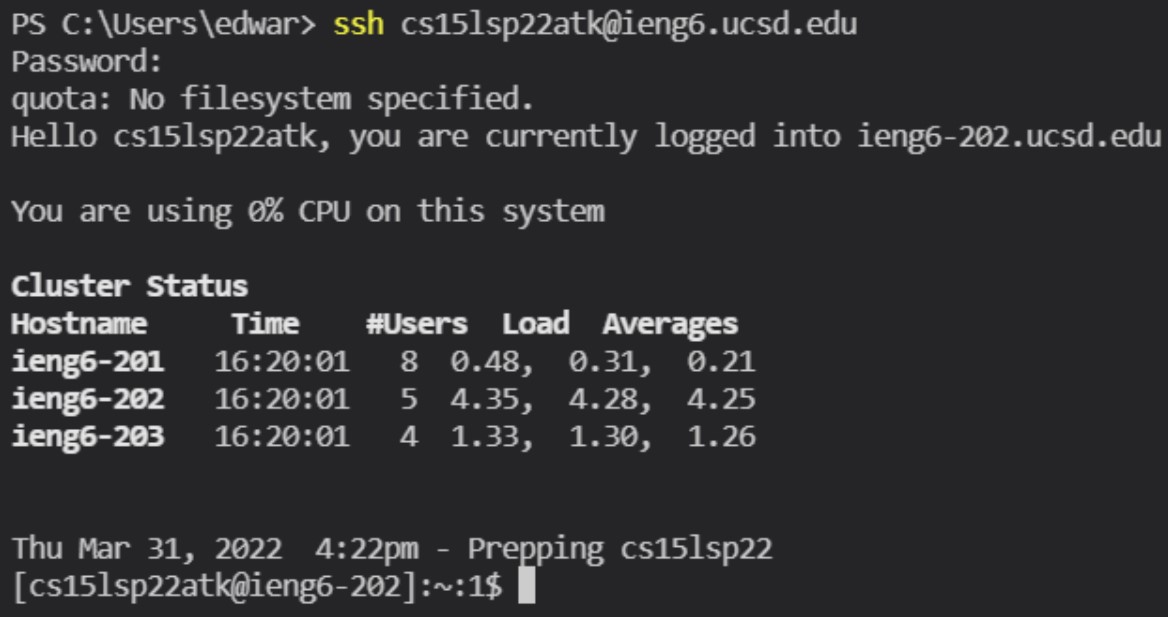 PS C:\Users\edwar> ssh cs15lsp22atk@ieng6.ucsd.edu
Password:
quota: No filesystem specified.
Hello cs15lsp22atk, you are currently logged into ieng6-202.ucsd.edu
You are using 0% CPU on this system
Cluster Status
Hostname     Time    #Users  Load  Averages
ieng6-201   16:20:01   8  0.48,  0.31,  0.21
ieng6-202   16:20:01   5  4.35,  4.28,  4.25
ieng6-203   16:20:01   4  1.33,  1.30,  1.26
Thu Mar 31, 2022  4:22pm - Prepping cs15lsp22
[cs15lsp22atk@ieng6-202]:~:1$